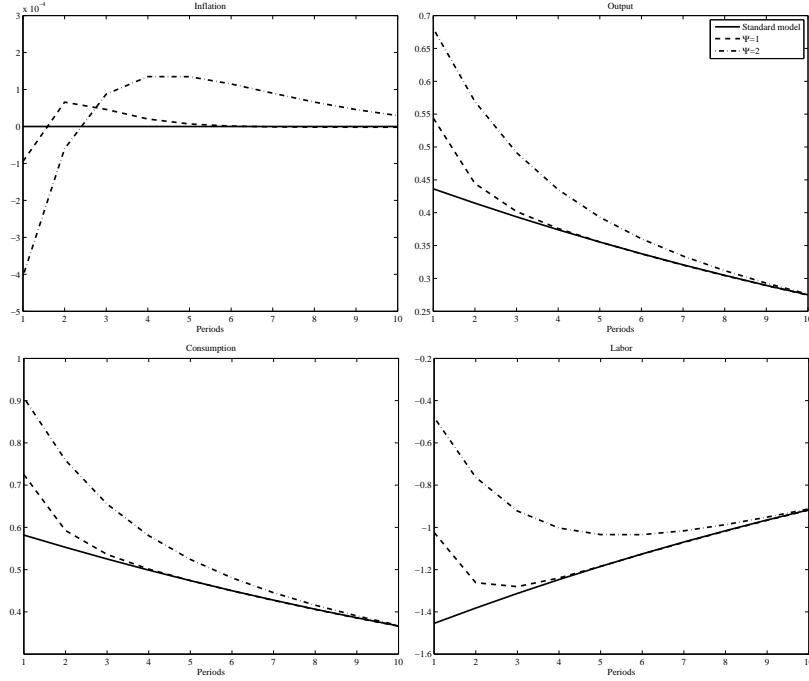 Inflation
x 10⁻⁴
3
2
1
0
−1
−2
−3
−4
−5
1 2 3 4 5 6 7 8 9 10
Periods
Output
0.7
0.65
0.6
0.55
0.5
0.45
0.4
0.35
0.3
0.25
Standard model
Ψ=1
Ψ=2
1 2 3 4 5 6 7 8 9 10
Periods
Consumption
1
0.9
0.8
0.7
0.6
0.5
0.4
1 2 3 4 5 6 7 8 9 10
Periods
Labor
−0.2
−0.4
−0.6
−0.8
−1
−1.2
−1.4
−1.6
1 2 3 4 5 6 7 8 9 10
Periods